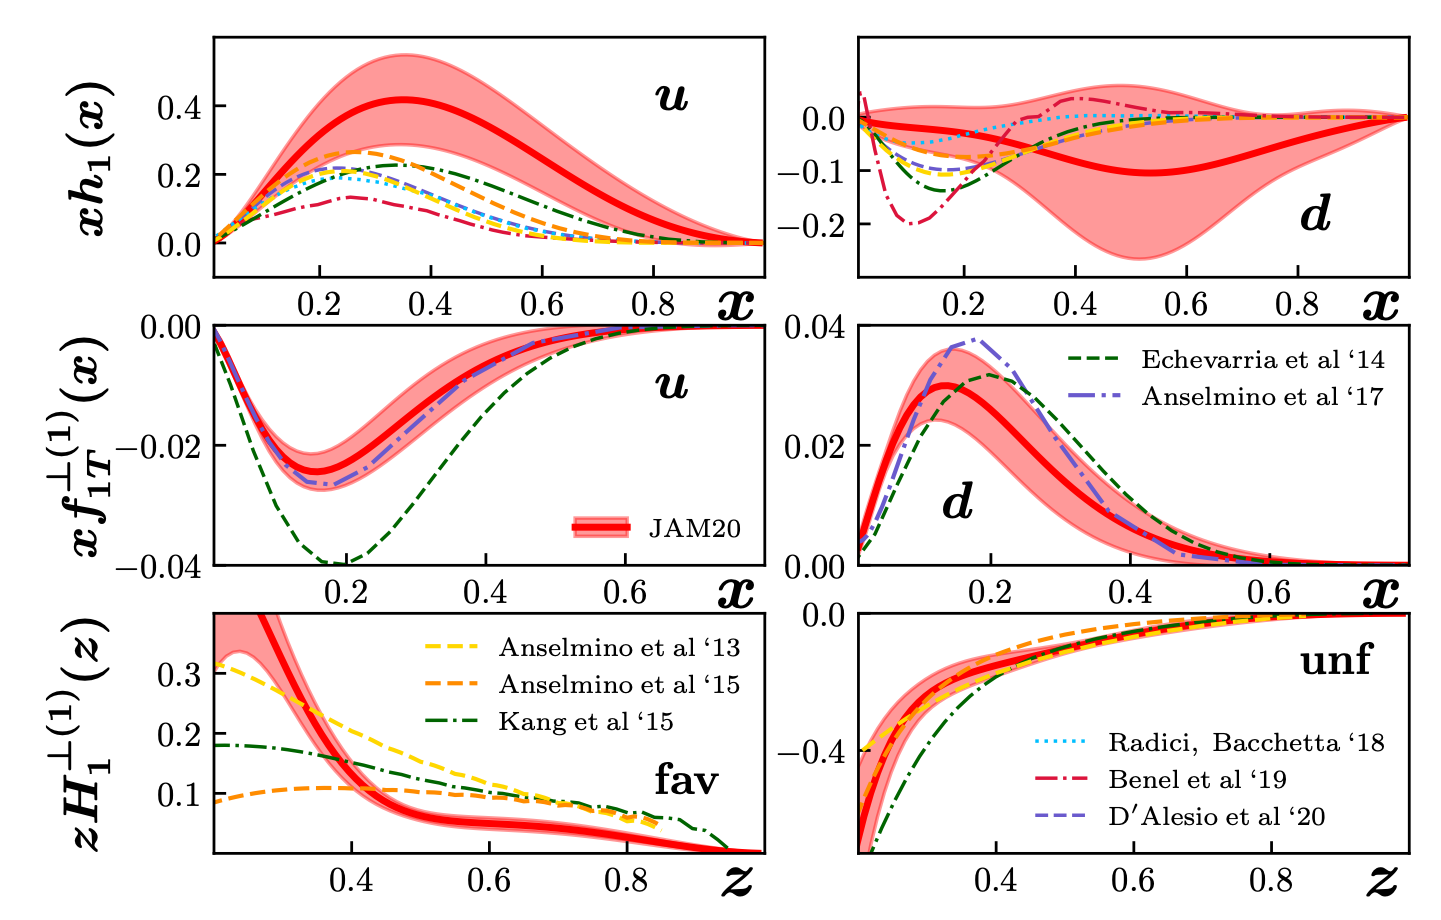 xh₁(x)
0.4
0.2
0.0
u
0.2 0.4 0.6 0.8 x
0.0
−0.1
−0.2
d
0.2 0.4 0.6 0.8 x
xf₁T⊥(1)(x)
0.00
−0.02
−0.04
u
JAM20
0.2 0.4 0.6 x
0.04
0.02
0.00
Echevarria et al ‘14
Anselmino et al ‘17
d
0.2 0.4 0.6 x
zH₁⊥(1)(z)
0.3
0.2
0.1
Anselmino et al ‘13
Anselmino et al ‘15
Kang et al ‘15
fav
0.4 0.6 0.8 z
0.0
−0.4
unf
Radici, Bacchetta ‘18
Benel et al ‘19
D′Alesio et al ‘20
0.4 0.6 0.8 z